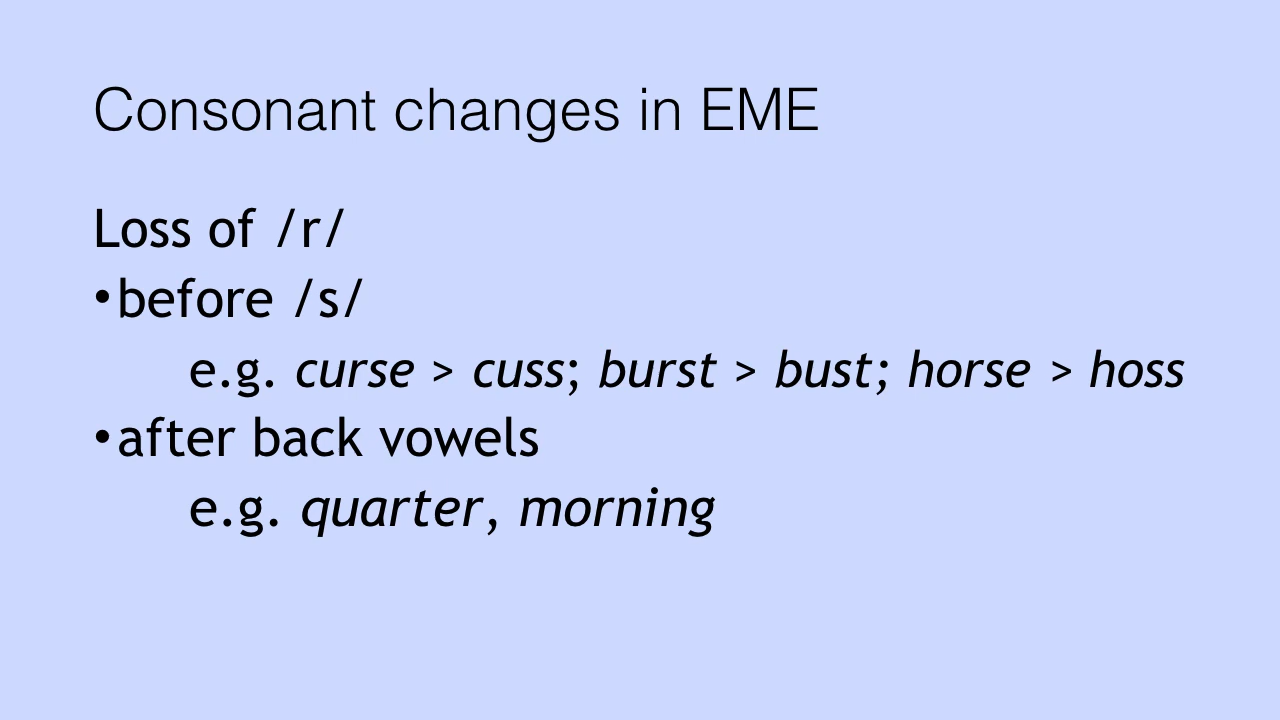 Consonant changes in EME
Loss of /r/
•before /s/
e.g. curse > cuss; burst > bust; horse > hoss
•after back vowels
e.g. quarter, morning